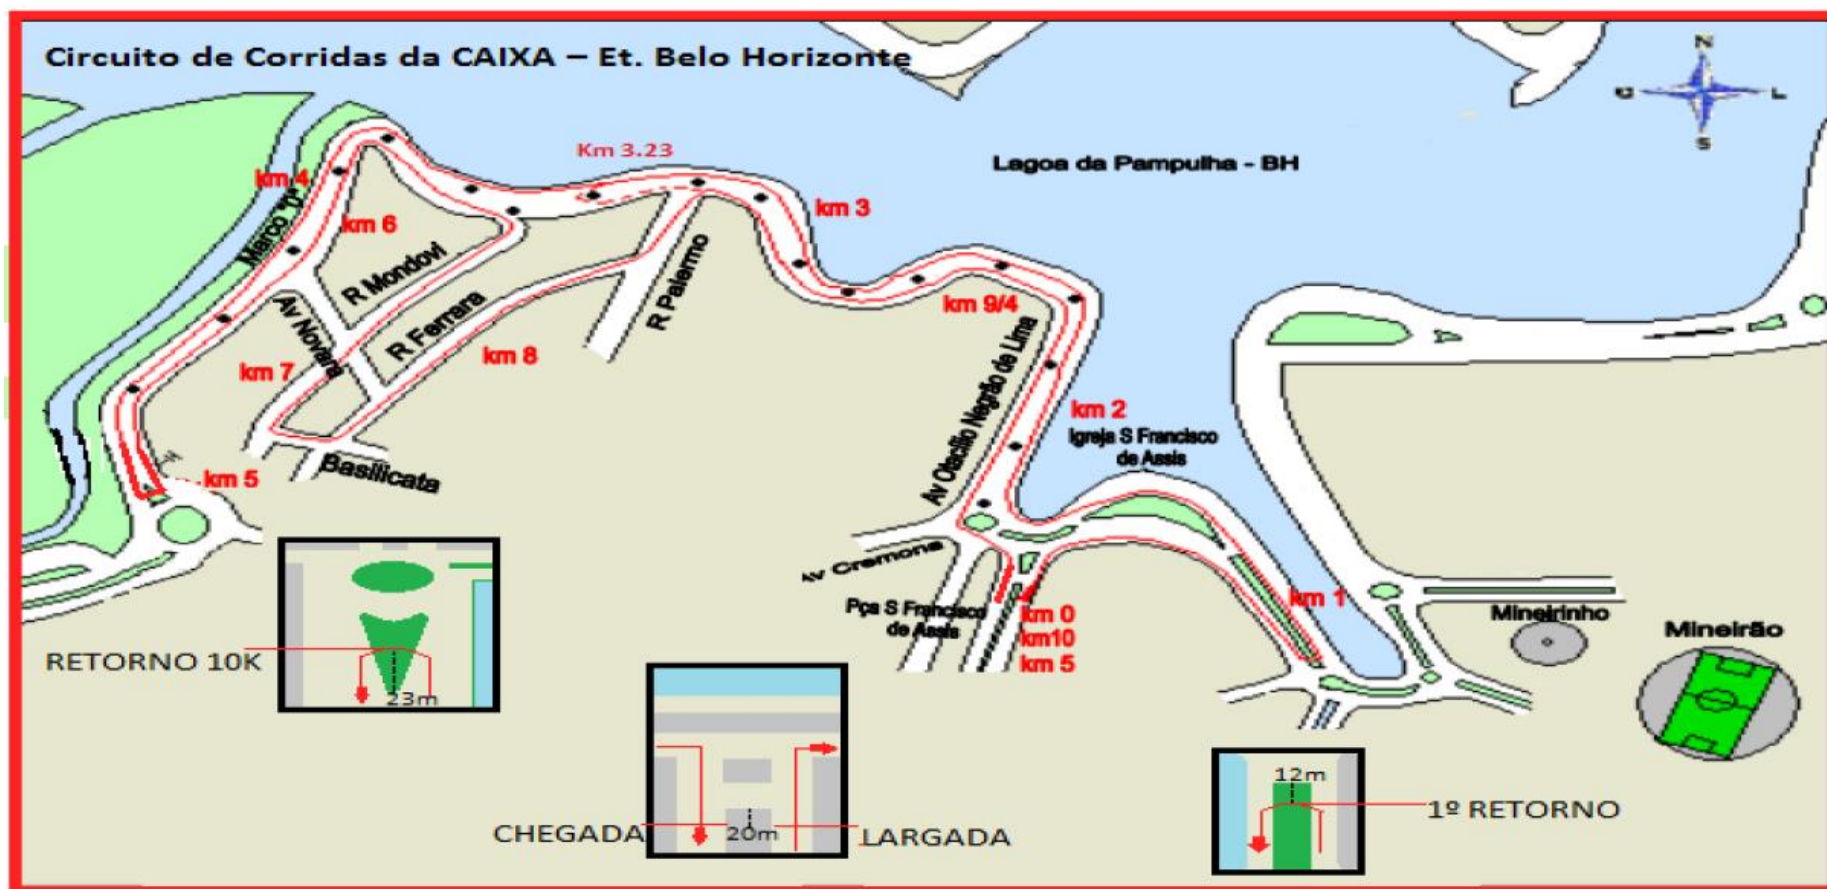 Circuito de Corridas da CAIXA – Et. Belo Horizonte
N
G
L
S
Km 3.23
Lagoa da Pampulha - BH
km 4
Marco "0"
km 6
km 3
R Mondovi
R Palermo
Av Novara
R Ferrara
km 9/4
km 7
km 8
Av Otacilio Negrão de Lima
km 2
Igreja S Francisco
de Assis
km 5
Basilicata
Av Cremona
Pça S Francisco
de Assis
km 0
km10
km 5
km 1
Mineirinho
Mineirão
RETORNO 10K
23m
12m
1º RETORNO
CHEGADA
20m
LARGADA